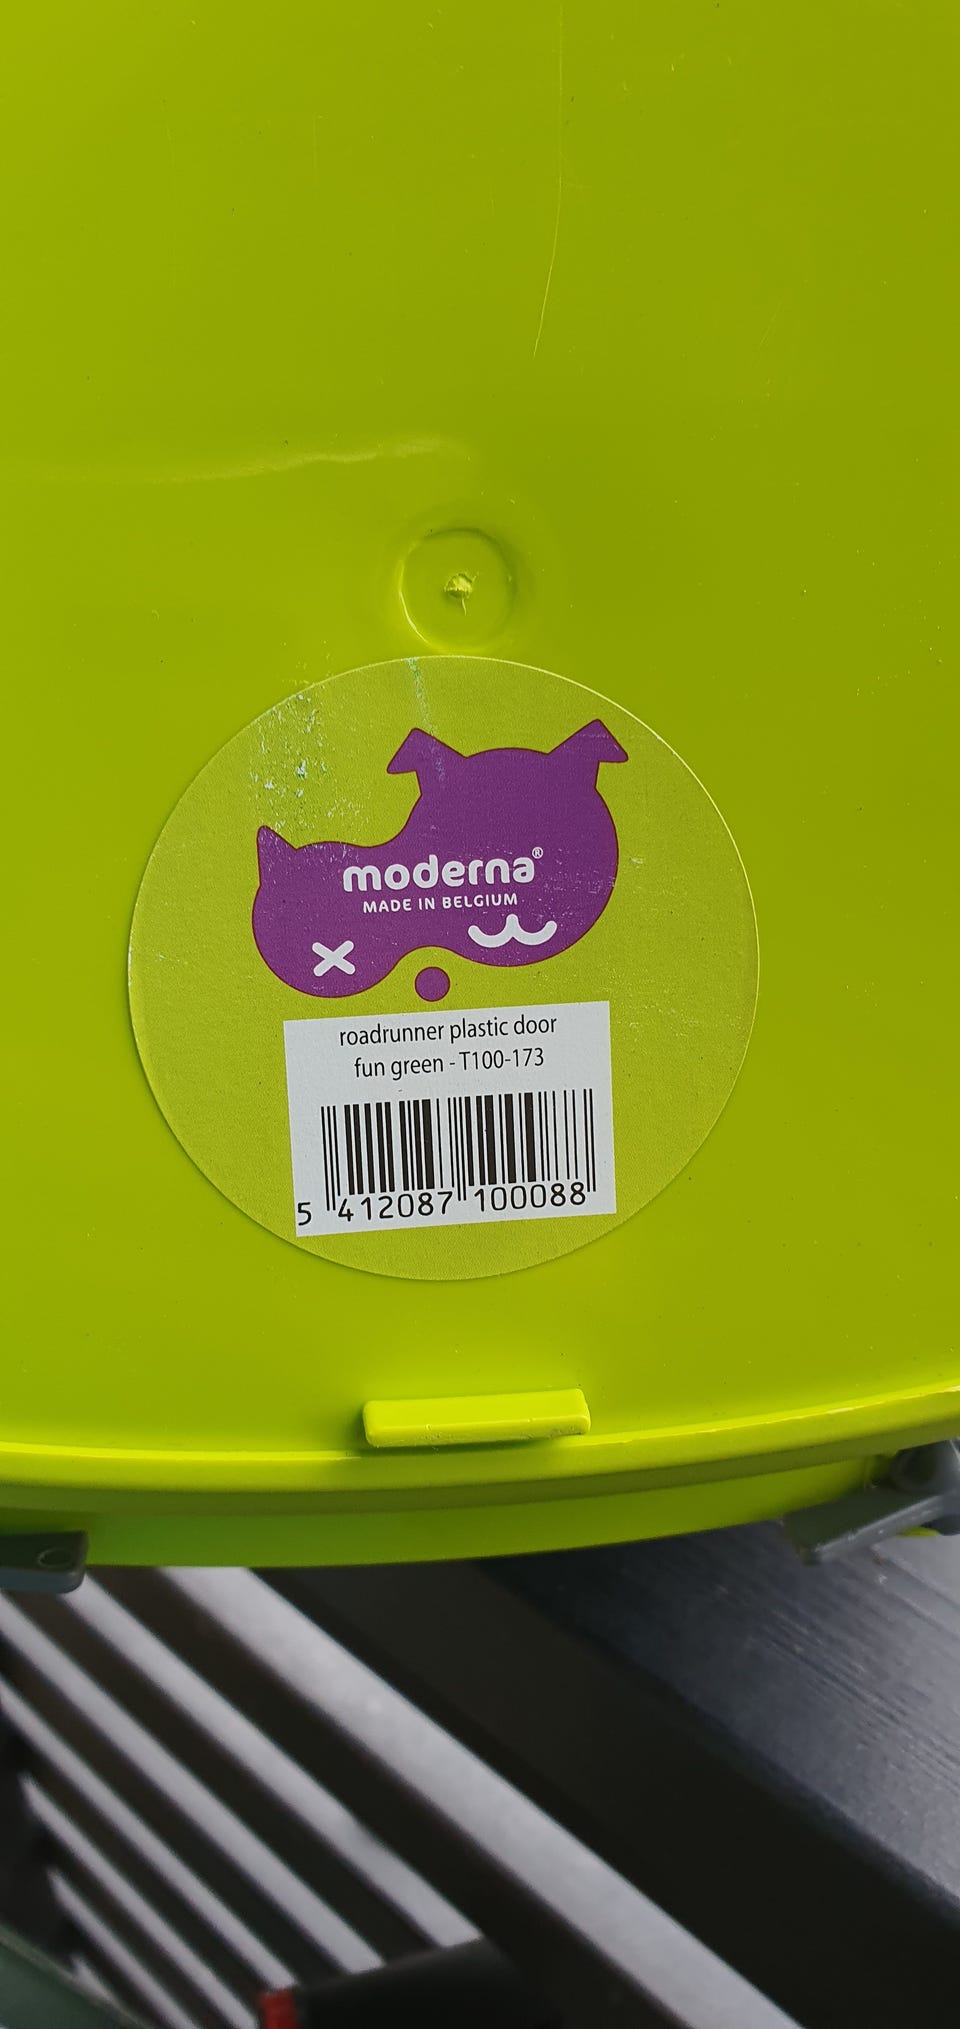 moderna®
MADE IN BELGIUM
roadrunner plastic door
fun green - T100-173
5 412087 100088